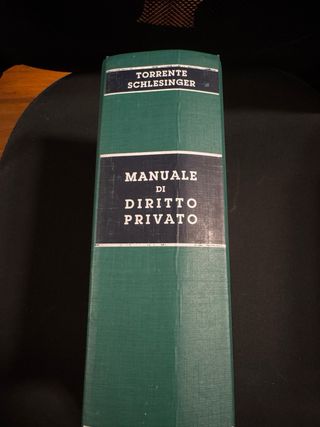 TORRENTE
SCHLESINGER
MANUALE
DI
DIRITTO
PRIVATO